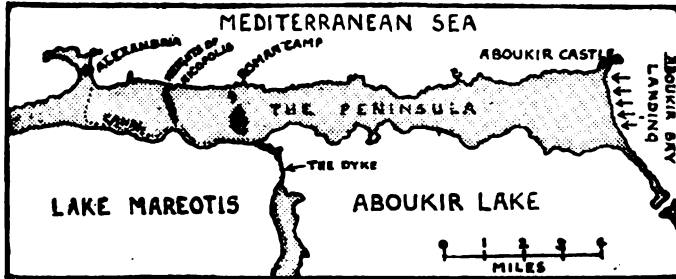 MEDITERRANEAN SEA
ALEXANDRIA
HEIGHTS OF
NICOPOLIS
ROMAN CAMP
ABOUKIR CASTLE
ABOUKIR BAY
LANDING
THE PENINSULA
CANAL
THE DYKE
LAKE MAREOTIS
ABOUKIR LAKE
0 1 2 3 4
MILES